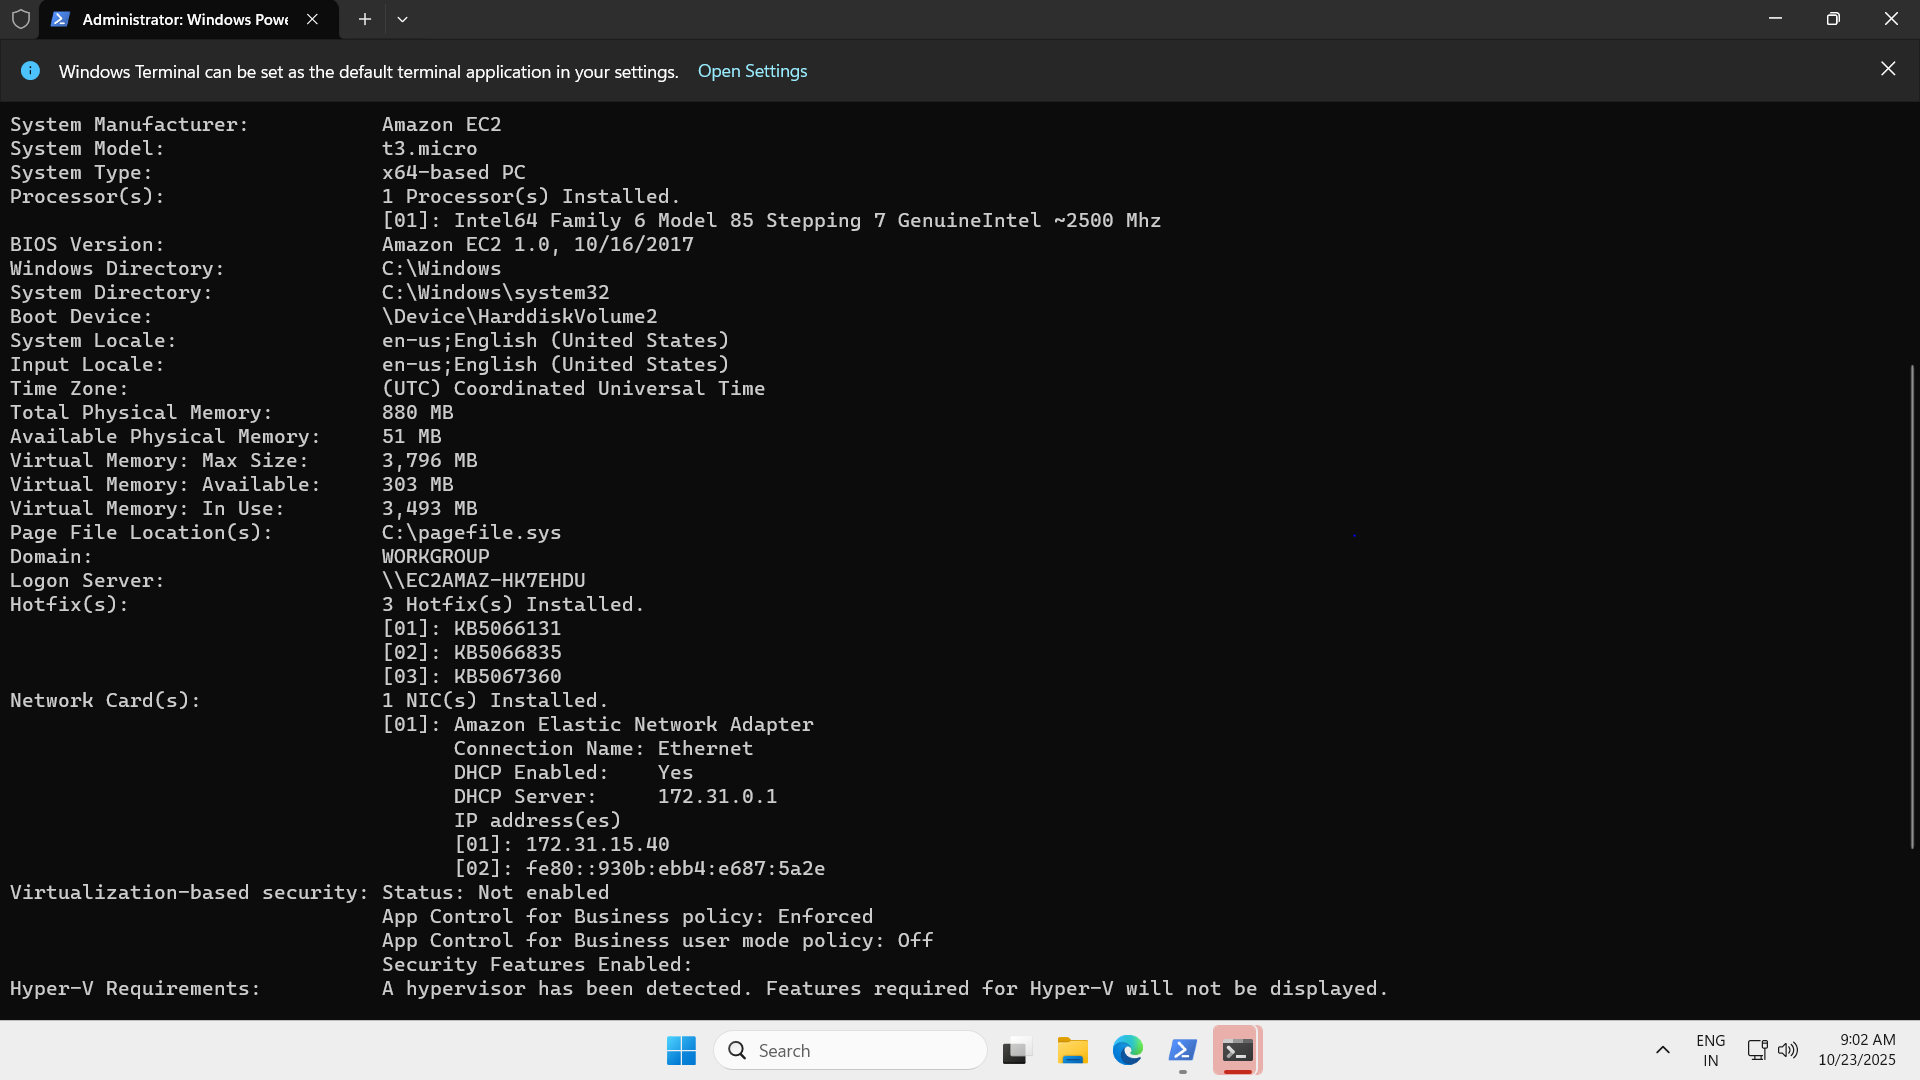 Administrator: Windows Powe
Windows Terminal can be set as the default terminal application in your settings. Open Settings
System Manufacturer: Amazon EC2
System Model: t3.micro
System Type: x64-based PC
Processor(s): 1 Processor(s) Installed.
[01]: Intel64 Family 6 Model 85 Stepping 7 GenuineIntel ~2500 Mhz
BIOS Version: Amazon EC2 1.0, 10/16/2017
Windows Directory: C:\Windows
System Directory: C:\Windows\system32
Boot Device: \Device\HarddiskVolume2
System Locale: en-us;English (United States)
Input Locale: en-us;English (United States)
Time Zone: (UTC) Coordinated Universal Time
Total Physical Memory: 880 MB
Available Physical Memory: 51 MB
Virtual Memory: Max Size: 3,796 MB
Virtual Memory: Available: 303 MB
Virtual Memory: In Use: 3,493 MB
Page File Location(s): C:\pagefile.sys
Domain: WORKGROUP
Logon Server: \\EC2AMAZ-HK7EHDU
Hotfix(s): 3 Hotfix(s) Installed.
[01]: KB5066131
[02]: KB5066835
[03]: KB5067360
Network Card(s): 1 NIC(s) Installed.
[01]: Amazon Elastic Network Adapter
Connection Name: Ethernet
DHCP Enabled: Yes
DHCP Server: 172.31.0.1
IP address(es)
[01]: 172.31.15.40
[02]: fe80::930b:ebb4:e687:5a2e
Virtualization-based security: Status: Not enabled
App Control for Business policy: Enforced
App Control for Business user mode policy: Off
Security Features Enabled:
Hyper-V Requirements: A hypervisor has been detected. Features required for Hyper-V will not be displayed.
Search
ENG
IN
9:02 AM
10/23/2025